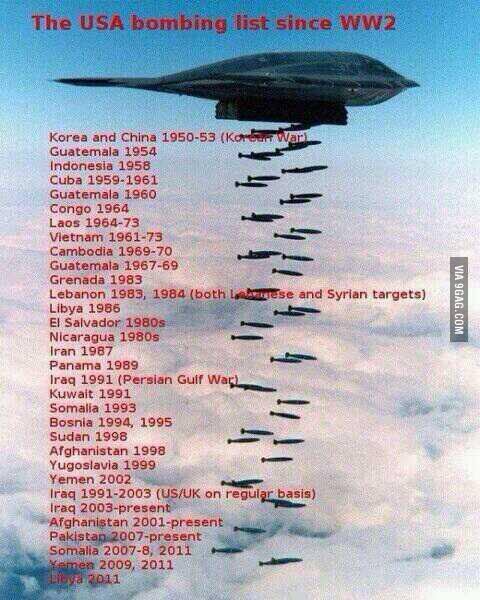 The USA bombing list since WW2
Korea and China 1950-53 (Korean War)
Guatemala 1954
Indonesia 1958
Cuba 1959-1961
Guatemala 1960
Congo 1964
Laos 1964-73
Vietnam 1961-73
Cambodia 1969-70
Guatemala 1967-69
Grenada 1983
Lebanon 1983, 1984 (both Lebanese and Syrian targets)
Libya 1986
El Salvador 1980s
Nicaragua 1980s
Iran 1987
Panama 1989
Iraq 1991 (Persian Gulf War)
Kuwait 1991
Somalia 1993
Bosnia 1994, 1995
Sudan 1998
Afghanistan 1998
Yugoslavia 1999
Yemen 2002
Iraq 1991-2003 (US/UK on regular basis)
Iraq 2003-present
Afghanistan 2001-present
Pakistan 2007-present
Somalia 2007-8, 2011
Yemen 2009, 2011
Libya 2011
VIA 9GAG.COM